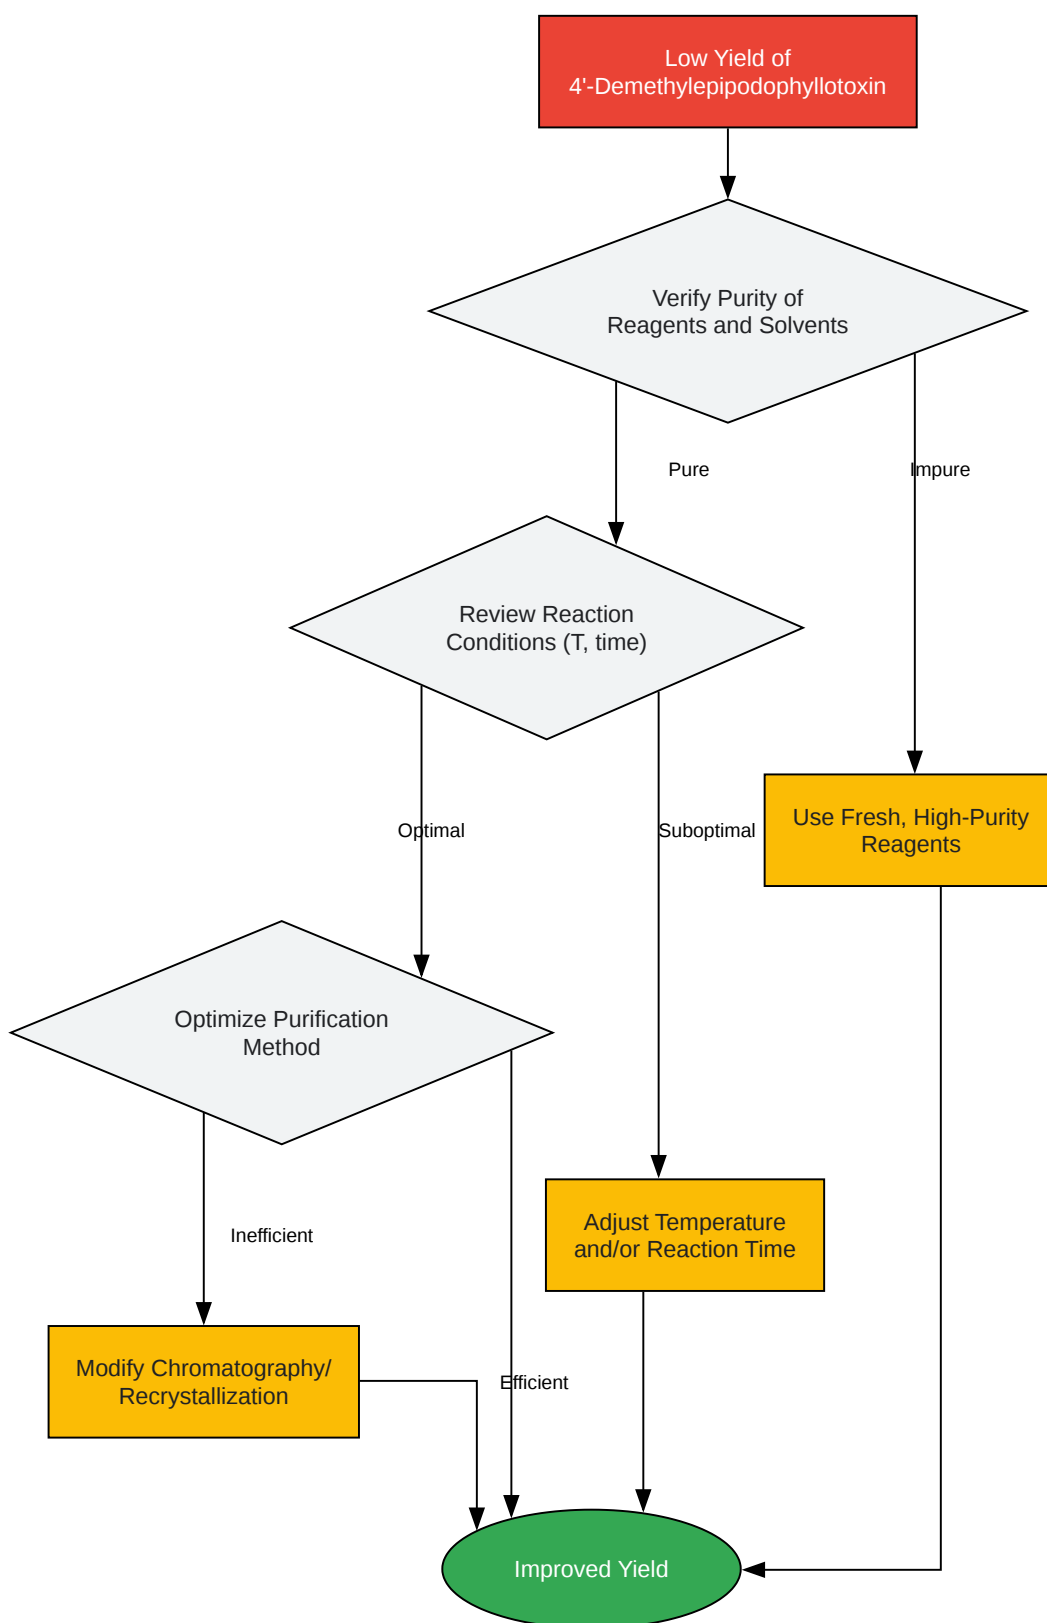 Low Yield of
4'-Demethylepipodophyllotoxin
Verify Purity of
Reagents and Solvents
Pure
Impure
Review Reaction
Conditions (T, time)
Optimal
Suboptimal
Use Fresh, High-Purity
Reagents
Optimize Purification
Method
Inefficient
Adjust Temperature
and/or Reaction Time
Modify Chromatography/
Recrystallization
Efficient
Improved Yield